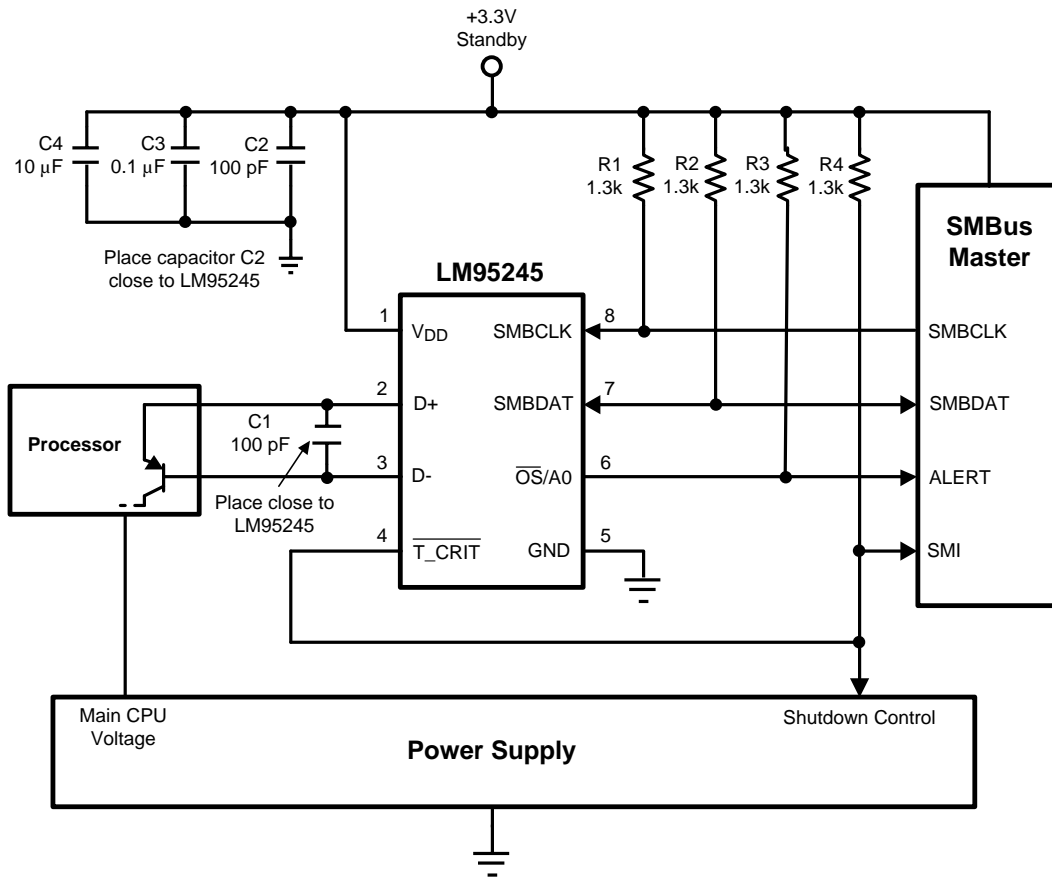 +3.3V
Standby
C4
10 μF
C3
0.1 μF
C2
100 pF
R1
1.3k
R2
1.3k
R3
1.3k
R4
1.3k
Place capacitor C2
close to LM95245
SMBus
Master
LM95245
1
VDD
SMBCLK
8
SMBCLK
2
D+
SMBDAT
7
SMBDAT
Processor
C1
100 pF
3
D-
OS/A0
6
ALERT
Place close to
LM95245
4
T_CRIT
GND
5
SMI
Main CPU
Voltage
Shutdown Control
Power Supply